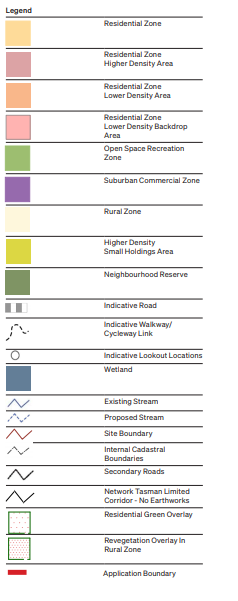 Legend
Residential Zone
Residential Zone
Higher Density Area
Residential Zone
Lower Density Area
Residential Zone
Lower Density Backdrop
Area
Open Space Recreation
Zone
Suburban Commercial Zone
Rural Zone
Higher Density
Small Holdings Area
Neighbourhood Reserve
Indicative Road
Indicative Walkway/
Cycleway Link
Indicative Lookout Locations
Wetland
Existing Stream
Proposed Stream
Site Boundary
Internal Cadastral
Boundaries
Secondary Roads
Network Tasman Limited
Corridor - No Earthworks
Residential Green Overlay
Revegetation Overlay In
Rural Zone
Application Boundary